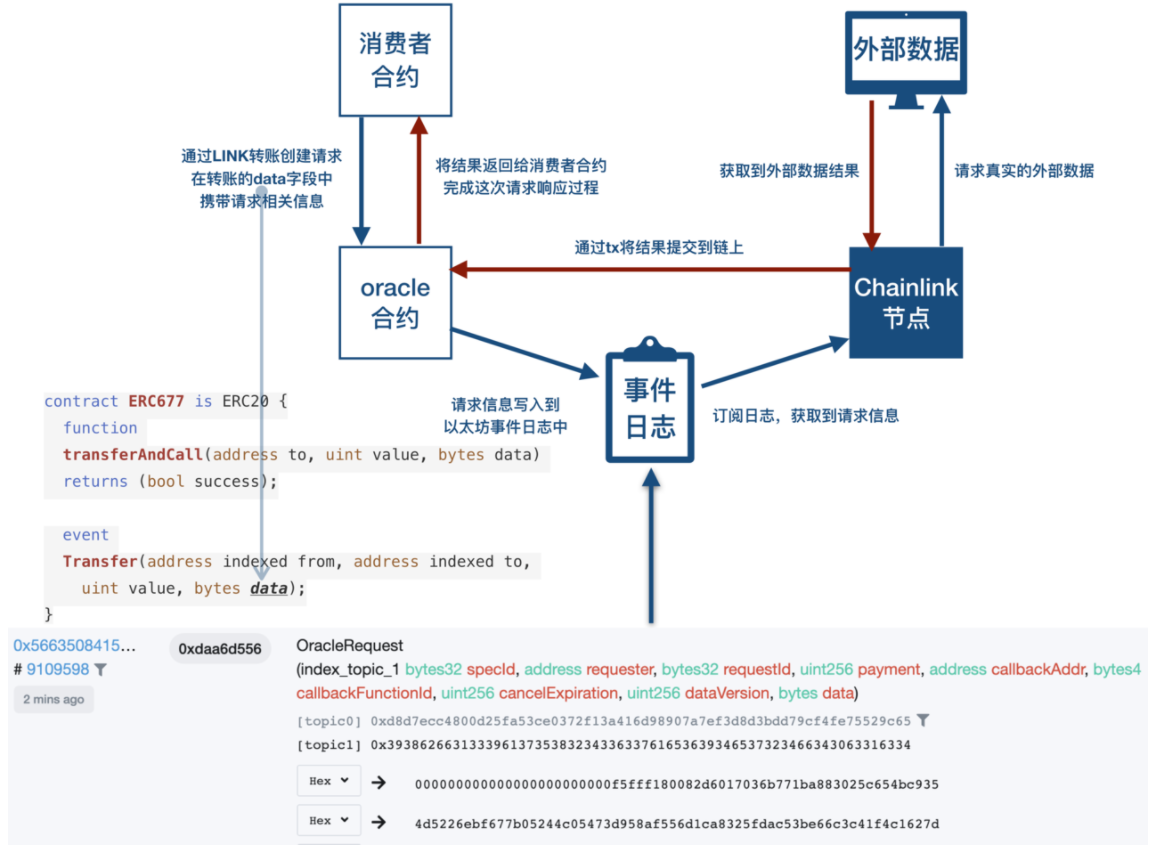 消费者
合约
外部数据
通过LINK转账创建请求
在转账的data字段中
携带请求相关信息
将结果返回给消费者合约
完成这次请求响应过程
获取到外部数据结果
请求真实的外部数据
通过tx将结果提交到链上
oracle
合约
Chainlink
节点
事件
日志
请求信息写入到
以太坊事件日志中
订阅日志，获取到请求信息
contract ERC677 is ERC20 {
function
transferAndCall(address to, uint value, bytes data)
returns (bool success);
event
Transfer(address indexed from, address indexed to,
uint value, bytes data);
}
0x5663508415...
# 9109598
2 mins ago
0xdaa6d556
OracleRequest
(index_topic_1 bytes32 specId, address requester, bytes32 requestId, uint256 payment, address callbackAddr, bytes4
callbackFunctionId, uint256 cancelExpiration, uint256 dataVersion, bytes data)
[topic0] 0xd8d7ecc4800d25fa53ce0372f13a416d98907a7ef3d8d3bdd79cf4fe75529c65
[topic1] 0x3938626631333961373538323433633761653639346537323466343063316334
Hex
000000000000000000000000f5fff180082d6017036b771ba883025c654bc935
Hex
4d5226ebf677b05244c05473d958af556d1ca8325fdac53be66c3c41f4c1627d